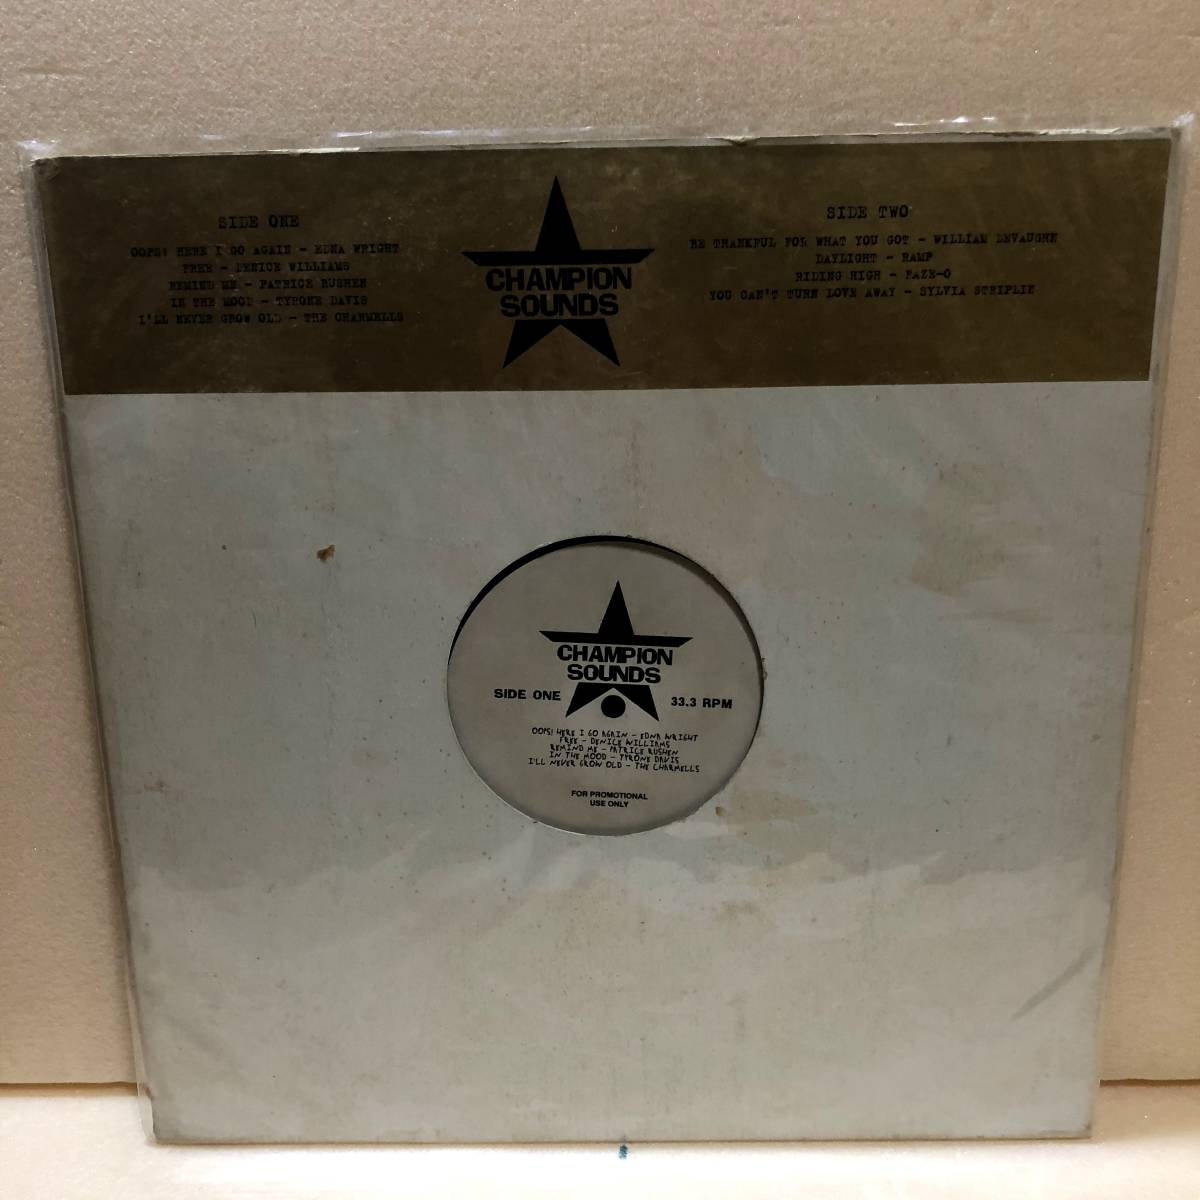 SIDE ONE
OOPS! HERE I GO AGAIN - EDNA WRIGHT
FREE - DENICE WILLIAMS
REMIND ME - PATRICE RUSHEN
IN THE MOOD - TYRONE DAVIS
I'LL NEVER GROW OLD - THE CHARMELLS
CHAMPION
SOUNDS
SIDE TWO
BE THANKFUL FOR WHAT YOU GOT - WILLIAM DEVAUGHN
DAYLIGHT - RAMP
RIDING HIGH - FAZE-O
YOU CAN'T TURN LOVE AWAY - SYLVIA STRIPLIN
CHAMPION
SOUNDS
SIDE ONE
33.3 RPM
OOPS! HERE I GO AGAIN - EDNA WRIGHT
FREE - DENICE WILLIAMS
REMIND ME - PATRICE RUSHEN
IN THE MOOD - TYRONE DAVIS
I'LL NEVER GROW OLD - THE CHARMELLS
FOR PROMOTIONAL
USE ONLY